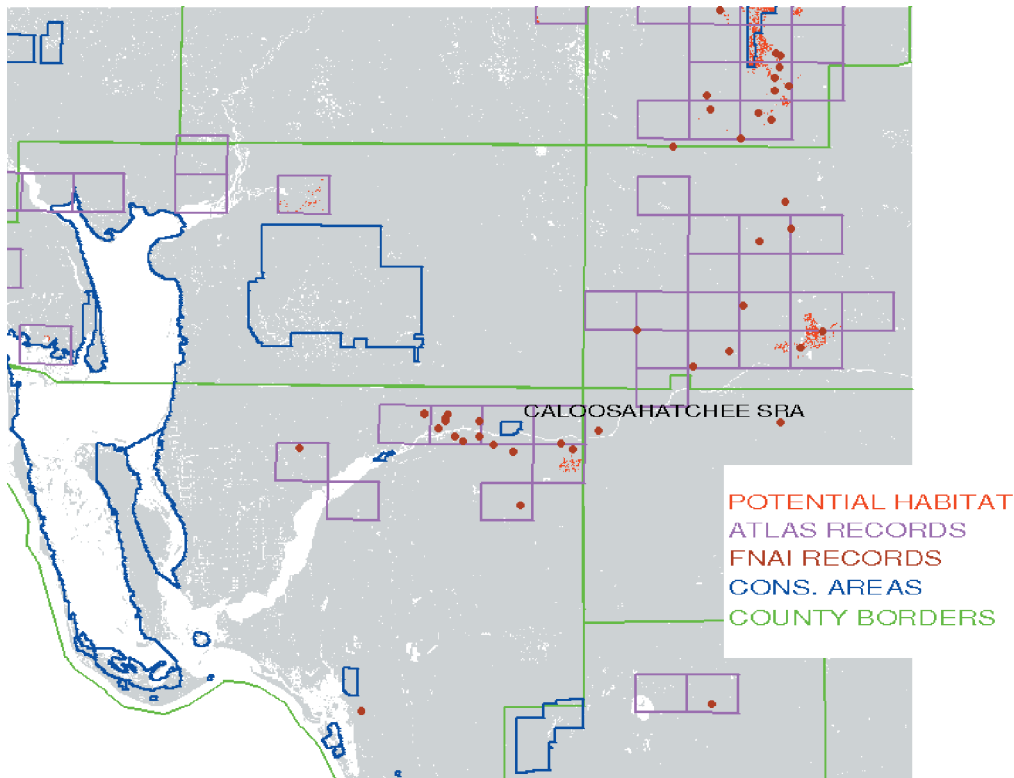 CALOOSAHATCHEE SRA
POTENTIAL HABITAT
ATLAS RECORDS
FNAI RECORDS
CONS. AREAS
COUNTY BORDERS